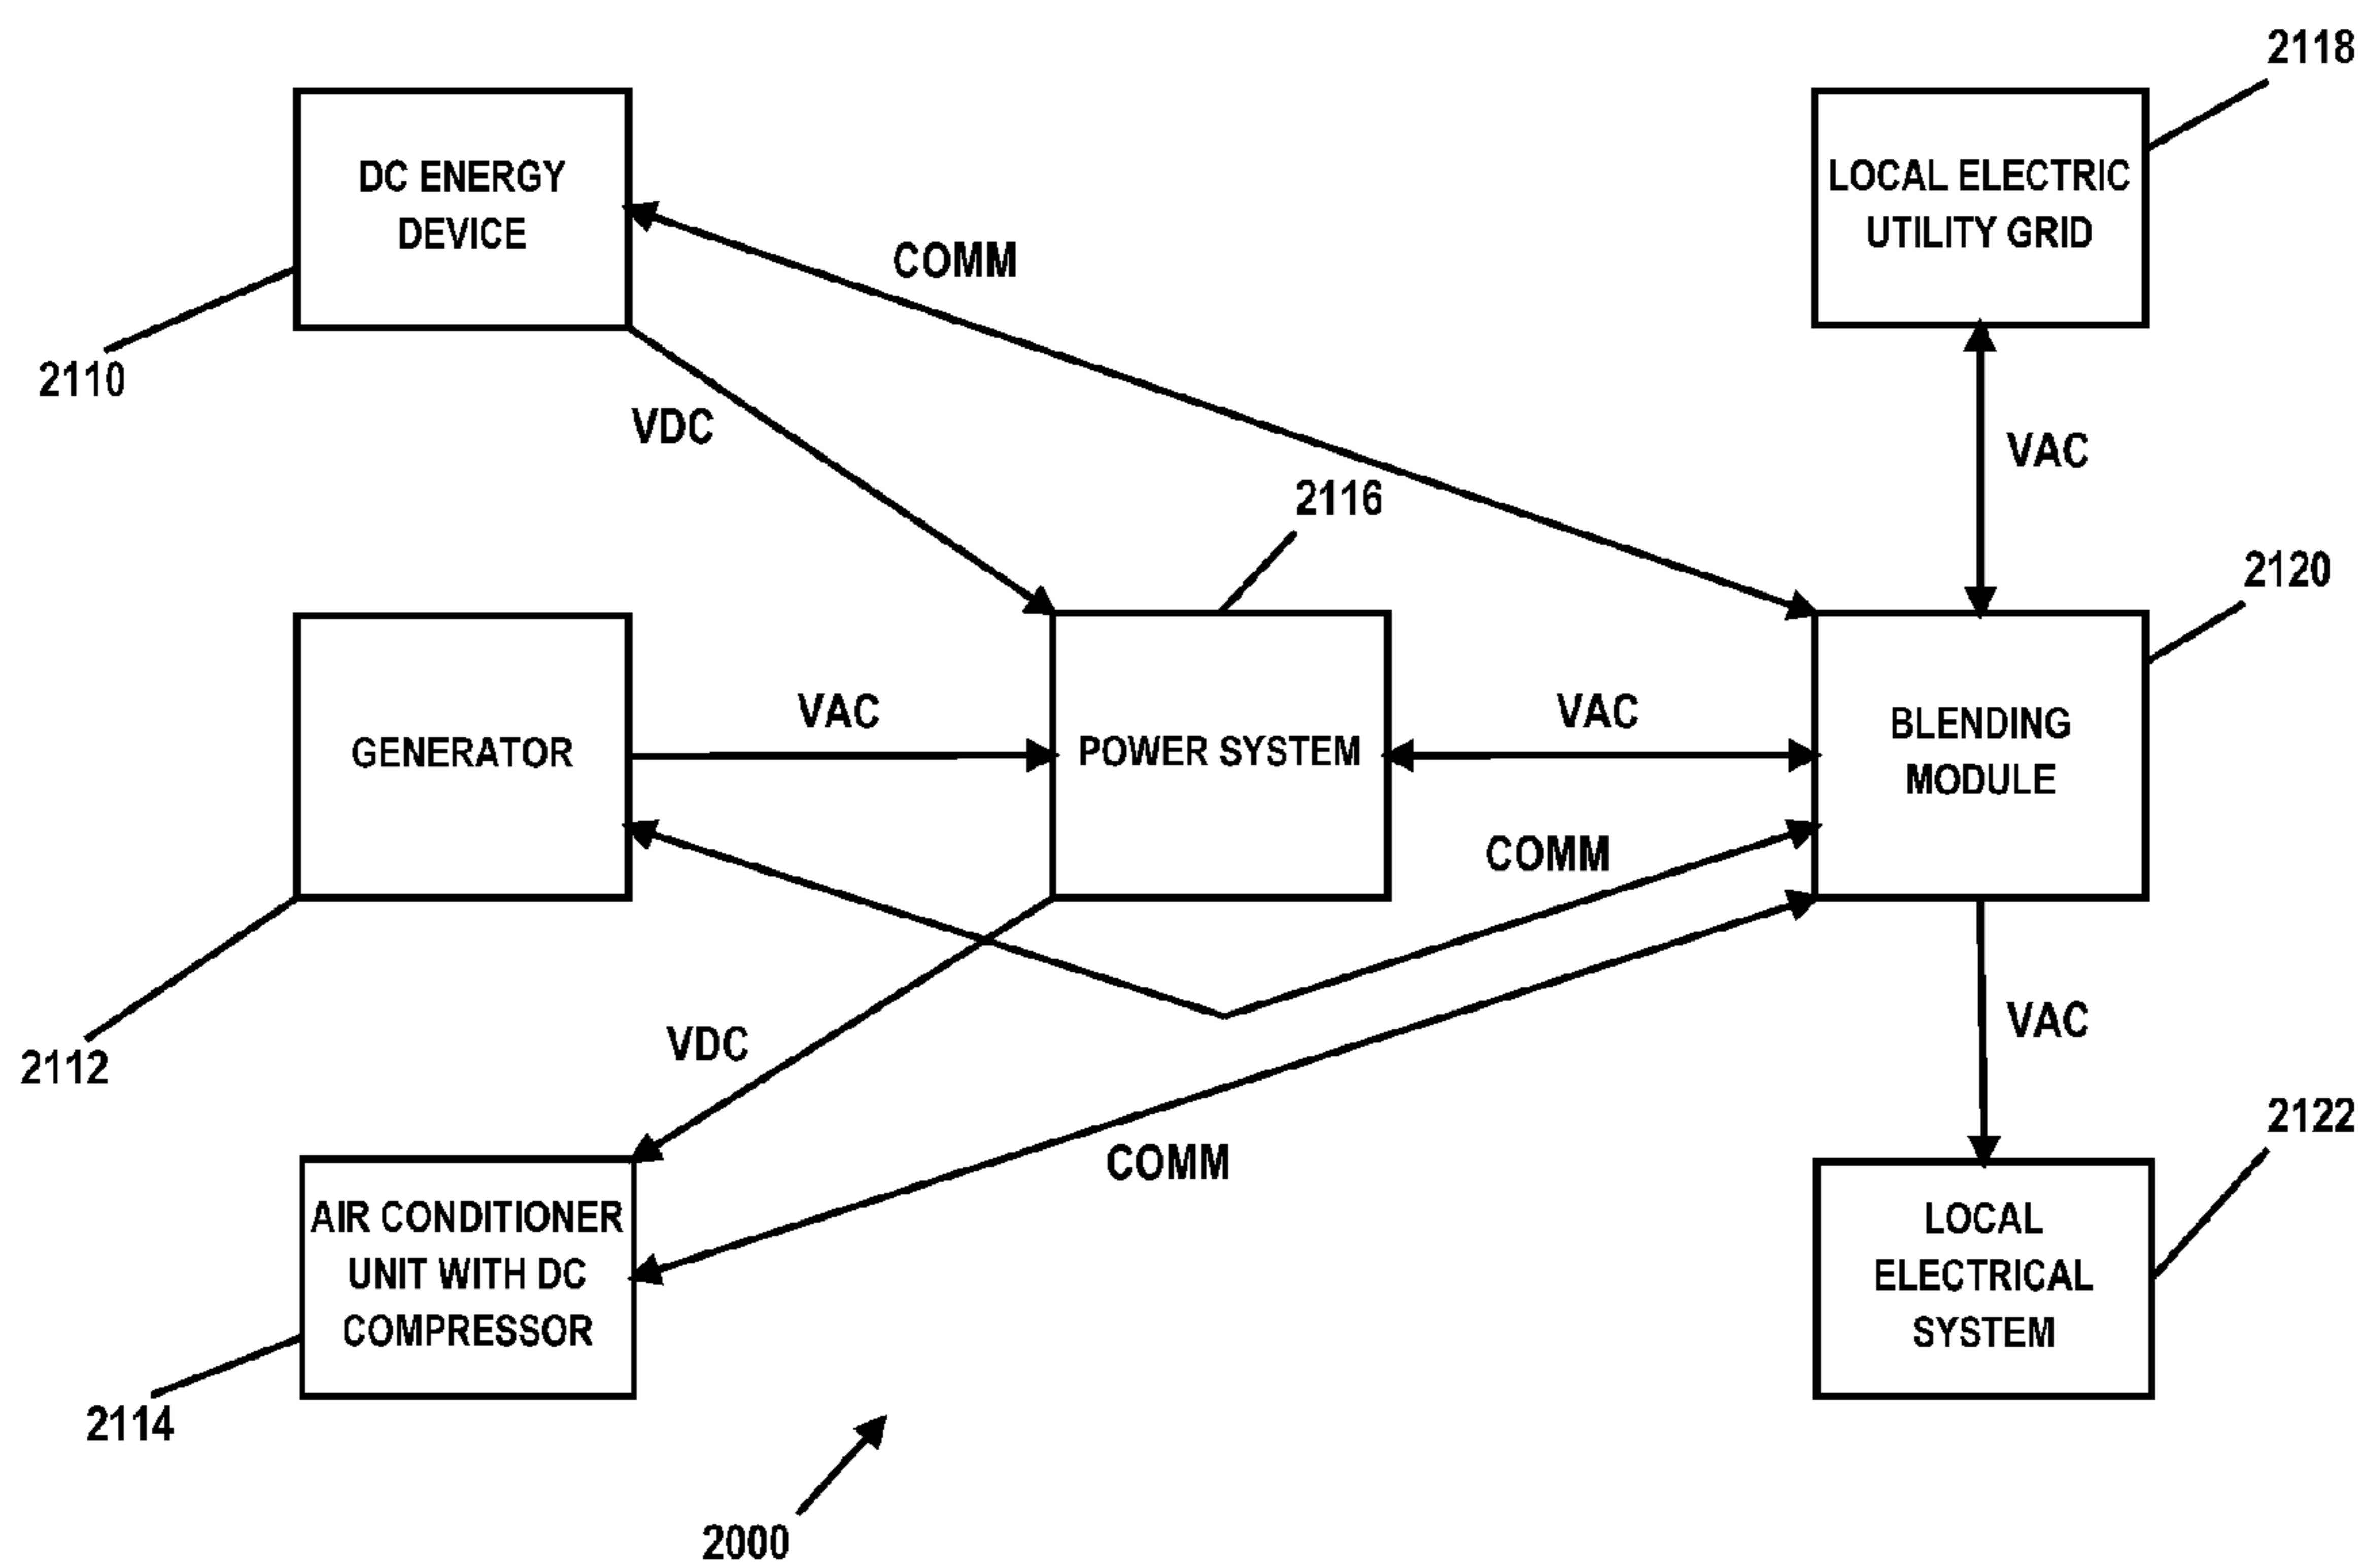 2118
DC ENERGY
DEVICE
LOCAL ELECTRIC
UTILITY GRID
COMM
2110
VDC
VAC
2116
2120
GENERATOR
VAC
POWER SYSTEM
VAC
BLENDING
MODULE
COMM
2112
VDC
VAC
COMM
2122
AIR CONDITIONER
UNIT WITH DC
COMPRESSOR
LOCAL
ELECTRICAL
SYSTEM
2114
2000